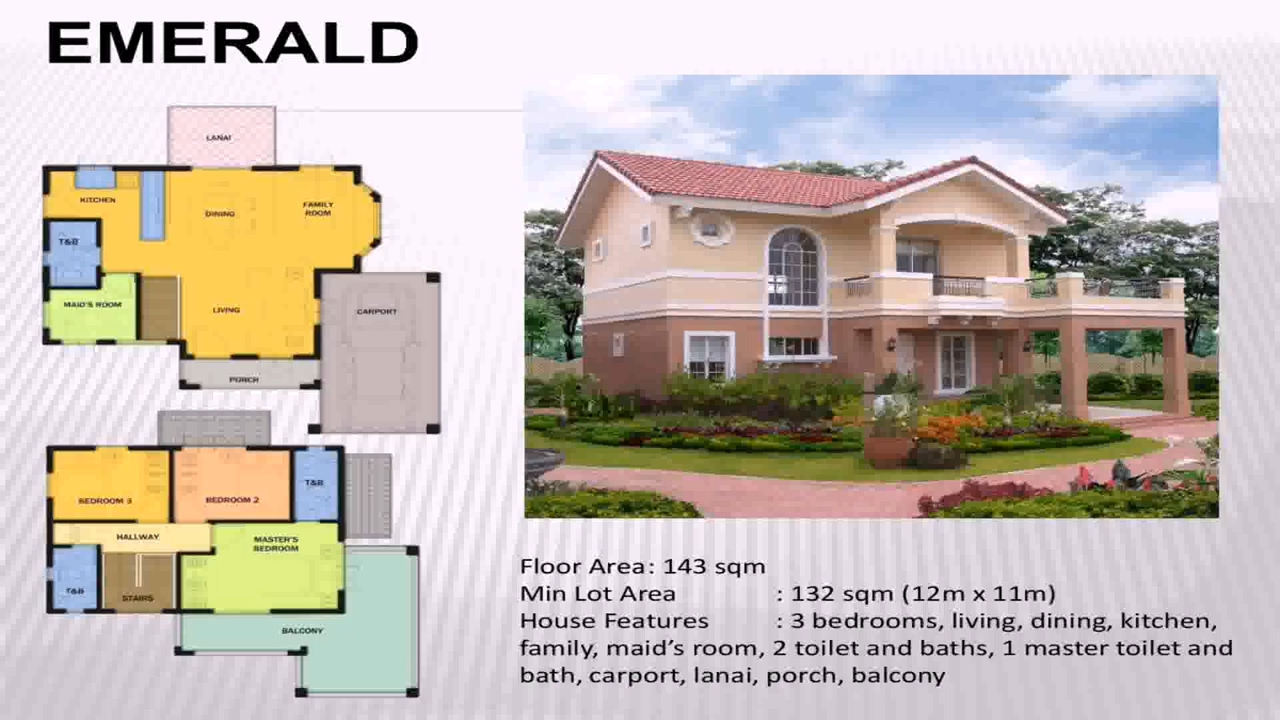 EMERALD
LANAI
KITCHEN
DINING
FAMILY
ROOM
T&B
MAID'S ROOM
LIVING
CARPORT
PORCH
BEDROOM 3
BEDROOM 2
T&B
HALLWAY
MASTER'S
BEDROOM
T&B
STAIRS
BALCONY
Floor Area: 143 sqm
Min Lot Area : 132 sqm (12m x 11m)
House Features : 3 bedrooms, living, dining, kitchen,
family, maid's room, 2 toilet and baths, 1 master toilet and
bath, carport, lanai, porch, balcony